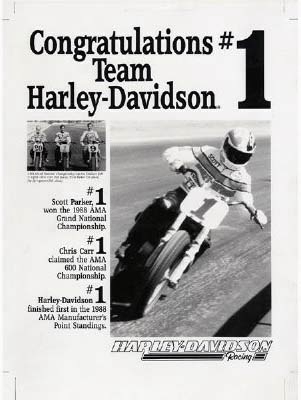 Congratulations #1
Team
Harley-Davidson.
#1
Scott Parker,
won the 1988 AMA
Grand National
Championship.
#1
Chris Carr
claimed the AMA
600 National
Championship.
#1
Harley-Davidson
finished first in the 1988
AMA Manufacturer's
Point Standings.
1
HARLEY-DAVIDSON
Racing